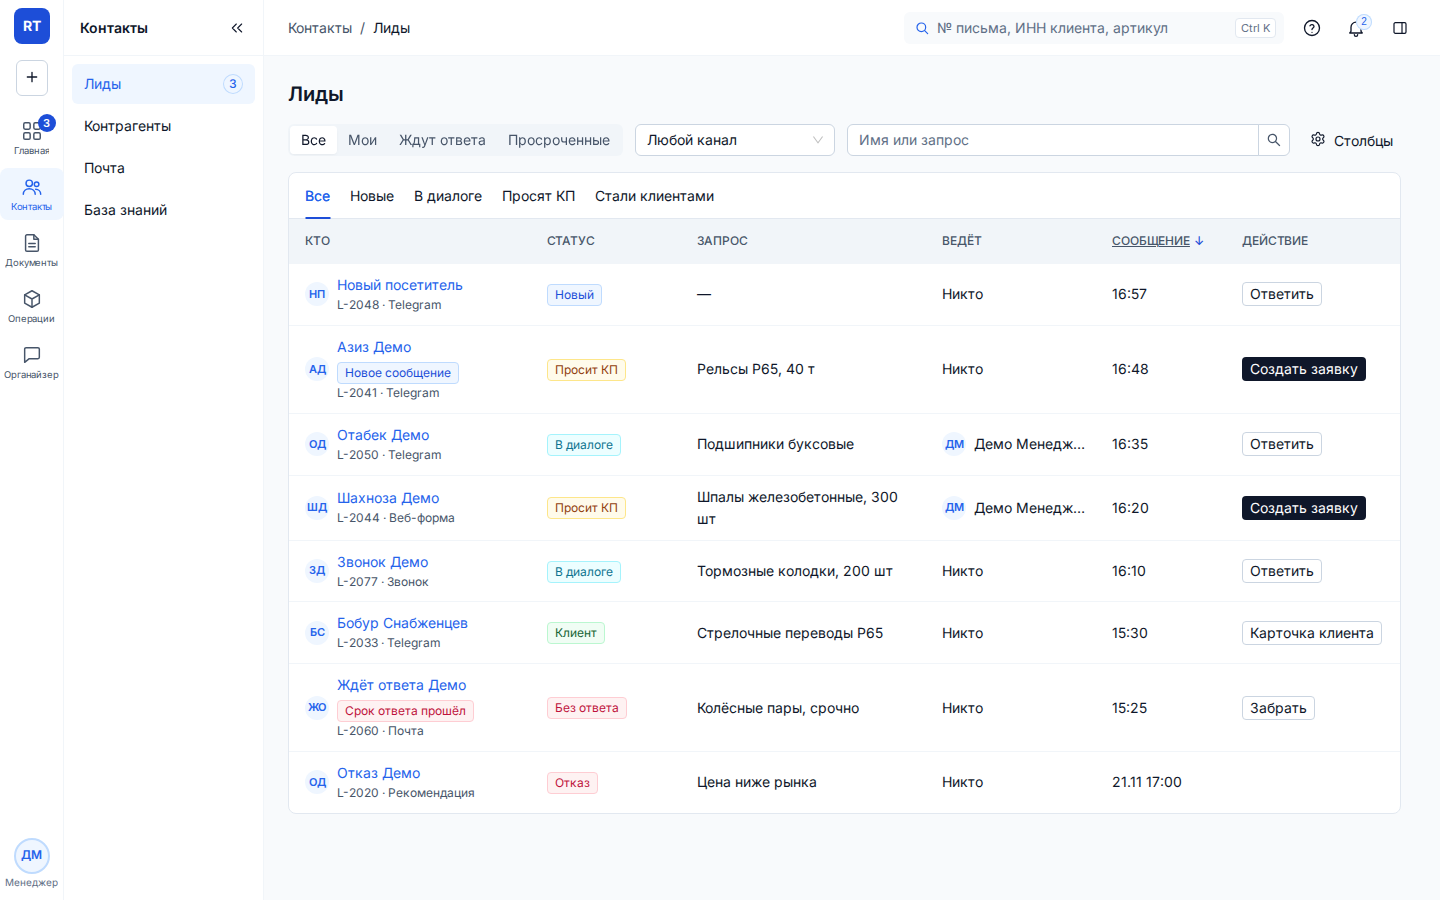 RT
Контакты
Контакты / Лиды
№ письма, ИНН клиента, артикул
Ctrl K
2
3
Главная
Контакты
Документы
Операции
Органайзер
ДМ
Менеджер
Лиды
3
Контрагенты
Почта
База знаний
Лиды
Все Мои Ждут ответа Просроченные
Любой канал
Имя или запрос
Столбцы
Все Новые В диалоге Просят КП Стали клиентами
КТО СТАТУС ЗАПРОС ВЕДЁТ СООБЩЕНИЕ ↓ ДЕЙСТВИЕ
НП Новый посетитель
L-2048 · Telegram
Новый — Никто 16:57 Ответить
АД Азиз Демо
Новое сообщение
L-2041 · Telegram
Просит КП Рельсы Р65, 40 т Никто 16:48 Создать заявку
ОД Отабек Демо
L-2050 · Telegram
В диалоге Подшипники буксовые ДМ Демо Менедж... 16:35 Ответить
ШД Шахноза Демо
L-2044 · Веб-форма
Просит КП Шпалы железобетонные, 300
шт
ДМ Демо Менедж... 16:20 Создать заявку
ЗД Звонок Демо
L-2077 · Звонок
В диалоге Тормозные колодки, 200 шт Никто 16:10 Ответить
БС Бобур Снабженцев
L-2033 · Telegram
Клиент Стрелочные переводы Р65 Никто 15:30 Карточка клиента
ЖО Ждёт ответа Демо
Срок ответа прошёл
L-2060 · Почта
Без ответа Колёсные пары, срочно Никто 15:25 Забрать
ОД Отказ Демо
L-2020 · Рекомендация
Отказ Цена ниже рынка Никто 21.11 17:00